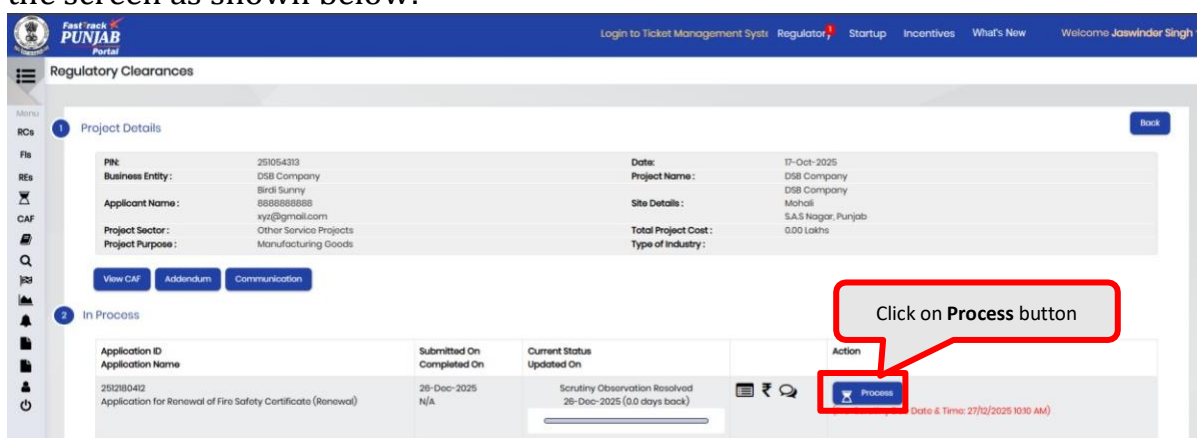 the screen as shown below:
Fast Track
PUNJAB
Portal
Login to Ticket Management Syste Regulatory Startup Incentives What's New Welcome Jaswinder Singh
Regulatory Clearances
Menu
RCs
FIs
REs
CAF
1 Project Details
Back
PIN: 251054313 Date: 17-Oct-2025
Business Entity: DSB Company Project Name: DSB Company
Applicant Name: Birdi Sunny 8888888888 xyz@gmail.com Site Details: DSB Company Mohali S.A.S Nagar, Punjab
Project Sector: Other Service Projects Total Project Cost: 0.00 Lakhs
Project Purpose: Manufacturing Goods Type of Industry:
View CAF Addendum Communication
Click on Process button
2 In Process
Application ID Submitted On Current Status Action
Application Name Completed On Updated On
2512180412 26-Dec-2025 Scrutiny Observation Resolved Process
Application for Renewal of Fire Safety Certificate (Renewal) N/A 26-Dec-2025 (0.0 days back) Date & Time: 27/12/2025 10:10 AM)